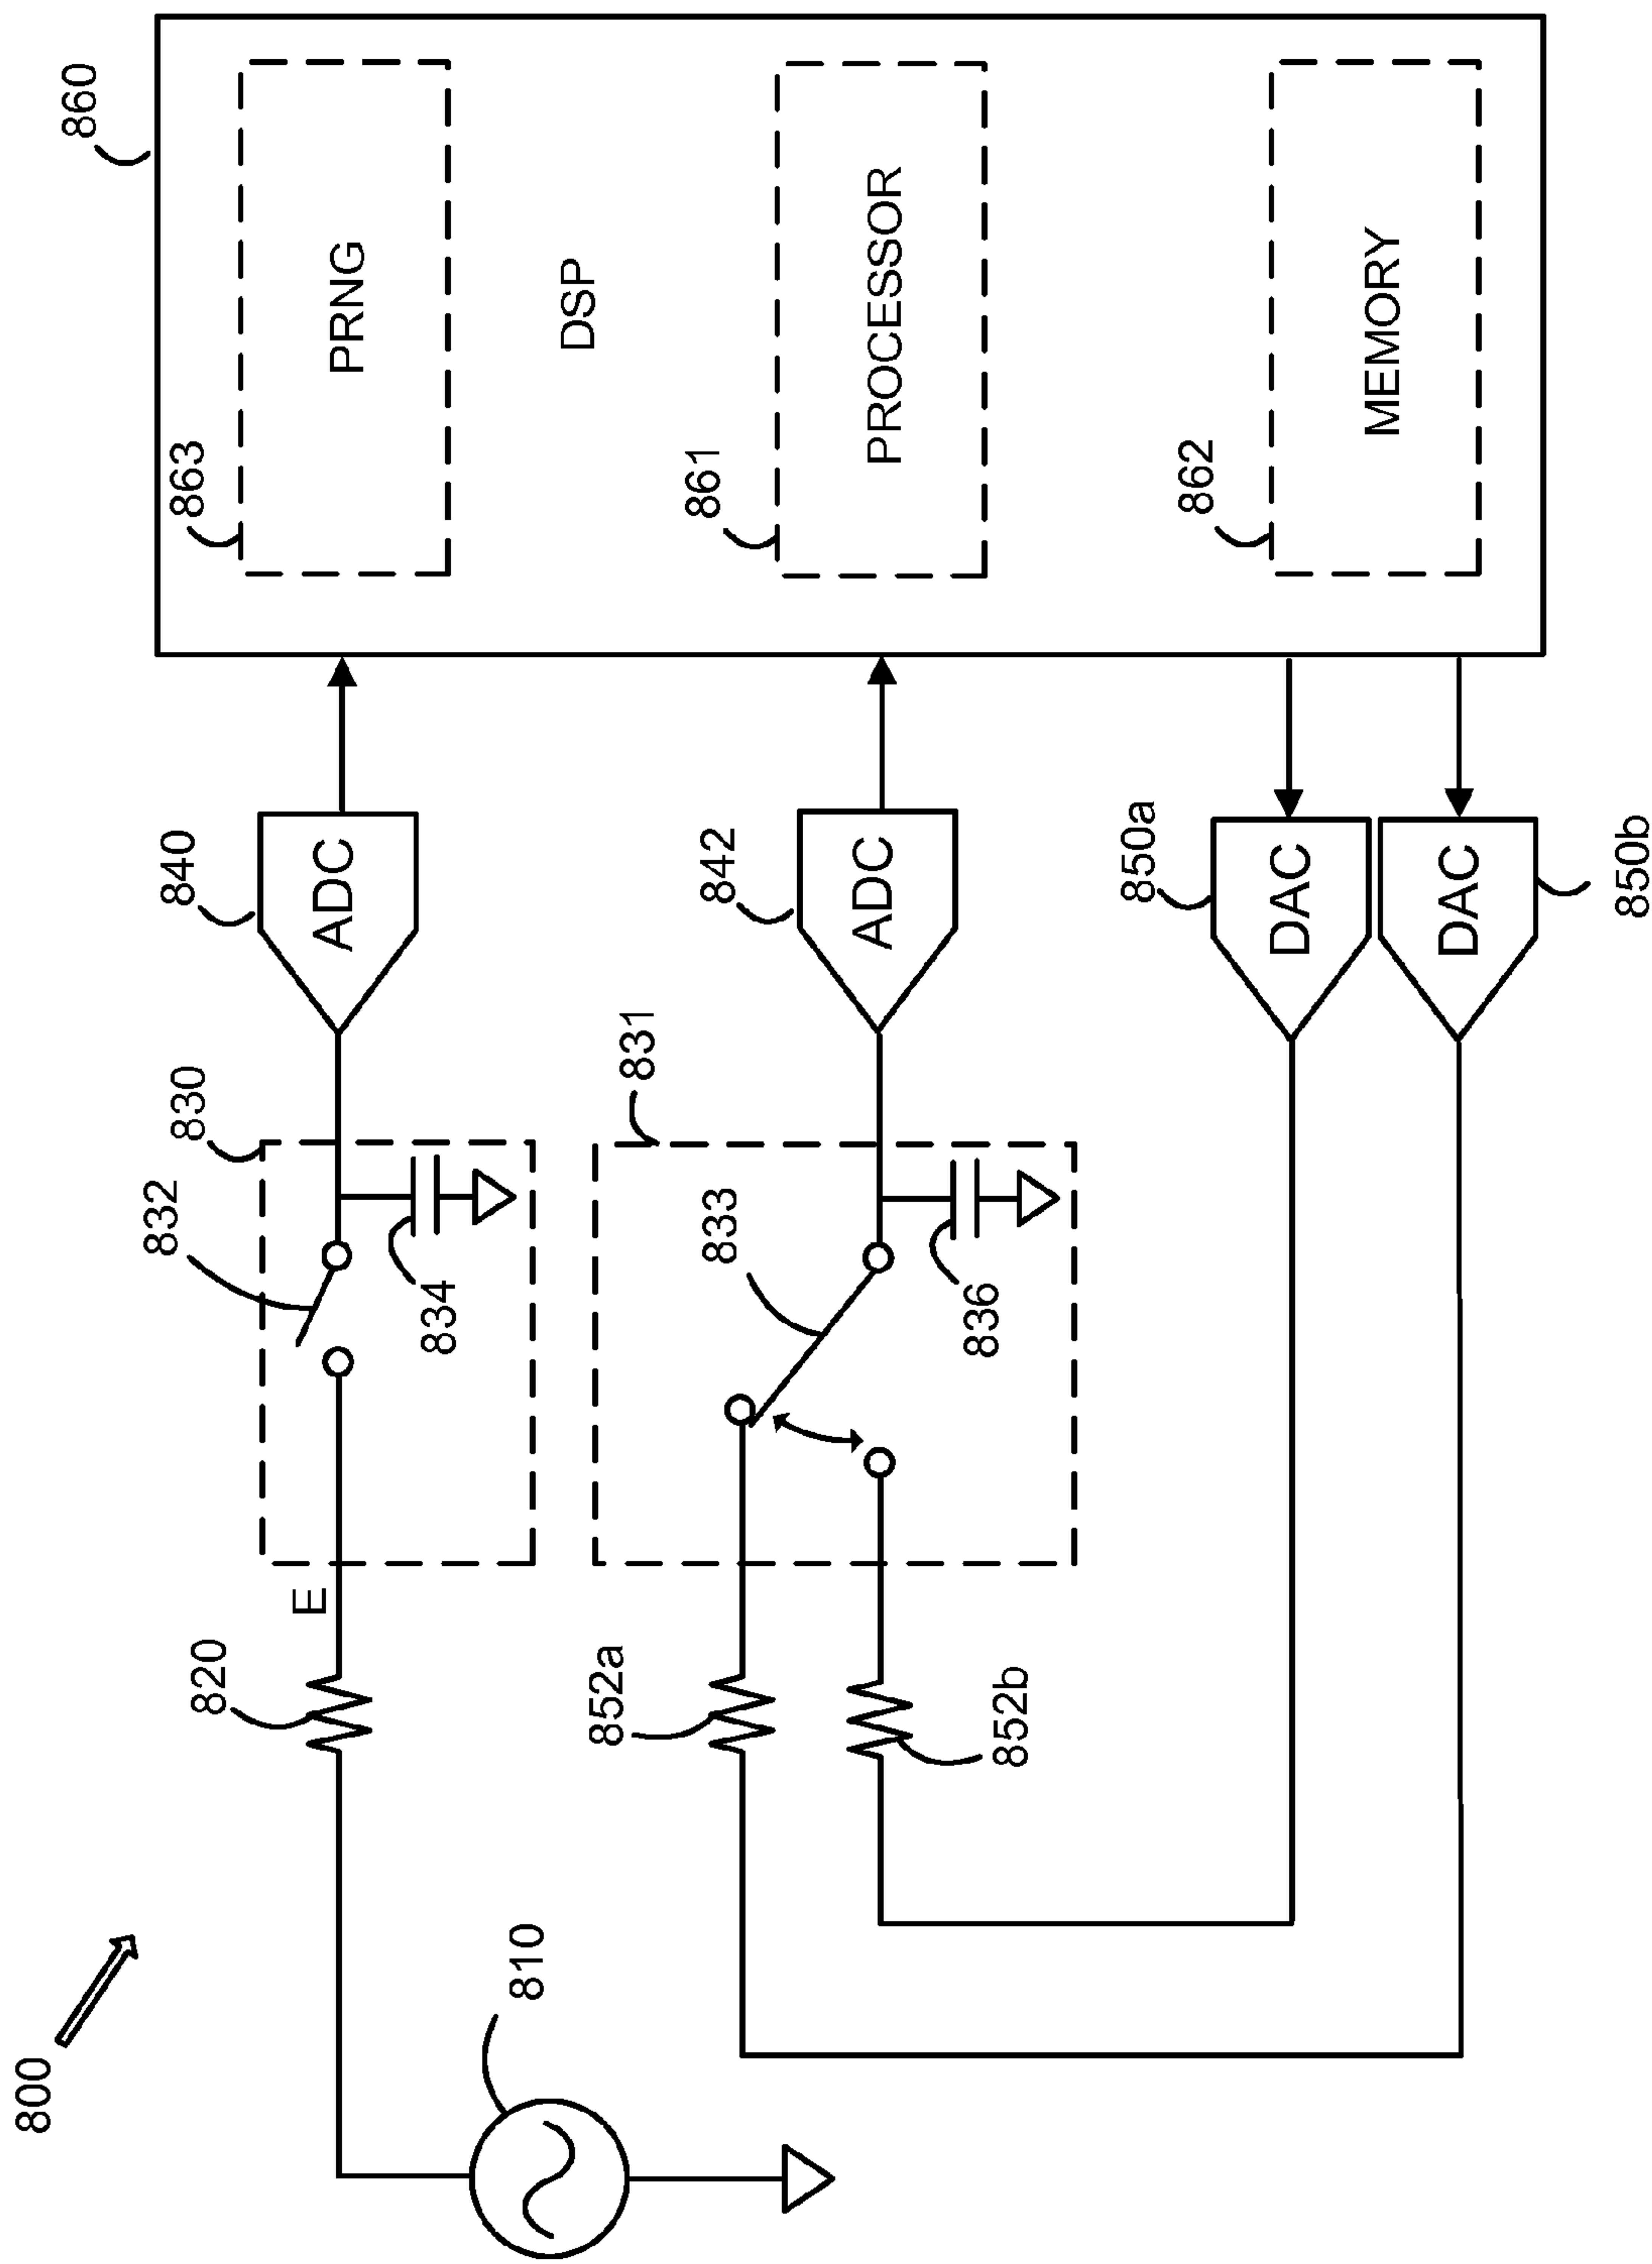 800
810
820
E
830
832
834
840
ADC
860
863
PRNG
DSP
861
PROCESSOR
862
MEMORY
831
833
836
842
ADC
852a
852b
850a
DAC
DAC
850b